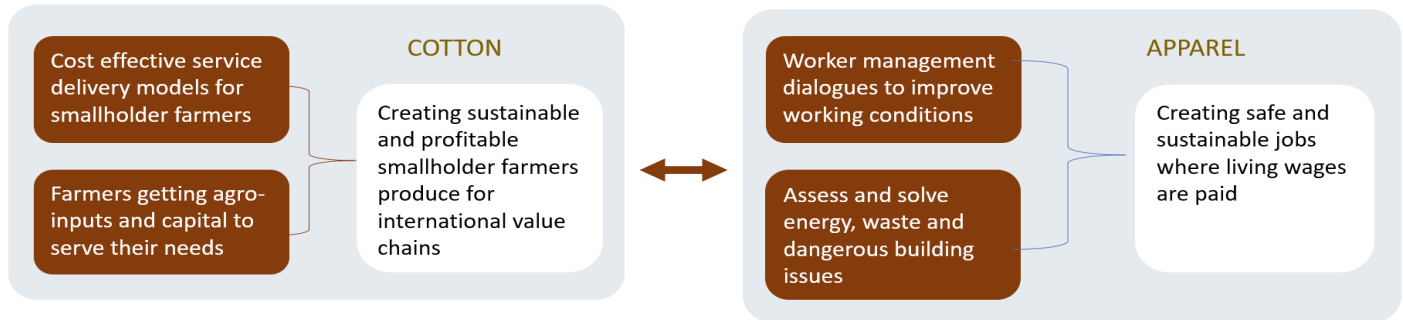 COTTON
Cost effective service
delivery models for
smallholder farmers
Farmers getting agro-
inputs and capital to
serve their needs
Creating sustainable
and profitable
smallholder farmers
produce for
international value
chains
APPAREL
Worker management
dialogues to improve
working conditions
Assess and solve
energy, waste and
dangerous building
issues
Creating safe and
sustainable jobs
where living wages
are paid